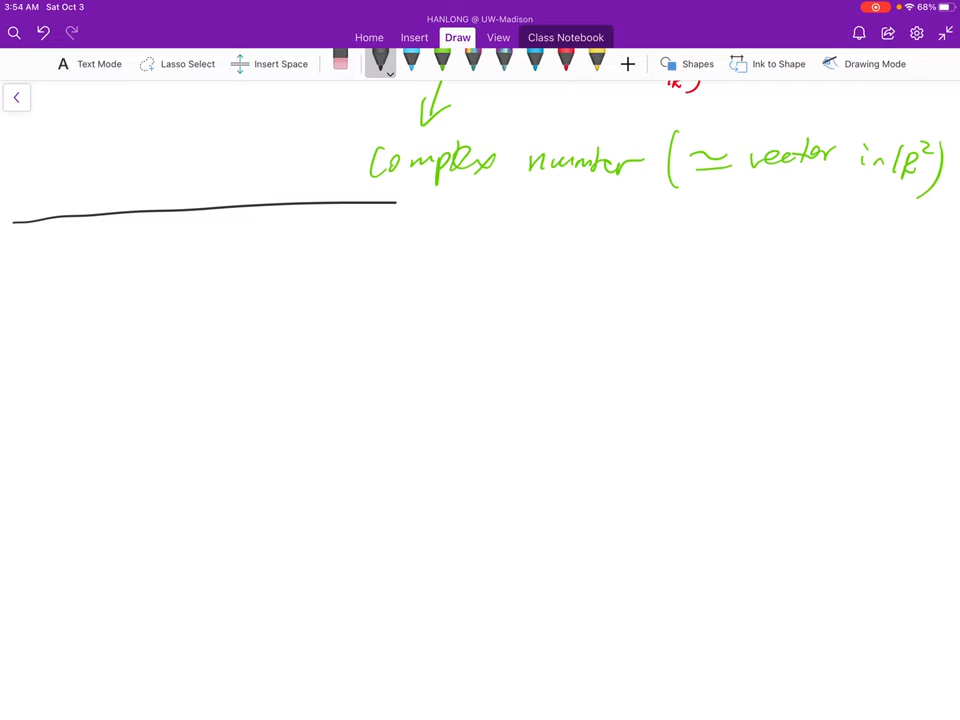 3:54 AM Sat Oct 3
68%
HANLONG @ UW-Madison
Home Insert Draw View Class Notebook
Text Mode Lasso Select Insert Space Shapes Ink to Shape Drawing Mode
Complex number (≃ vector in ℝ²)